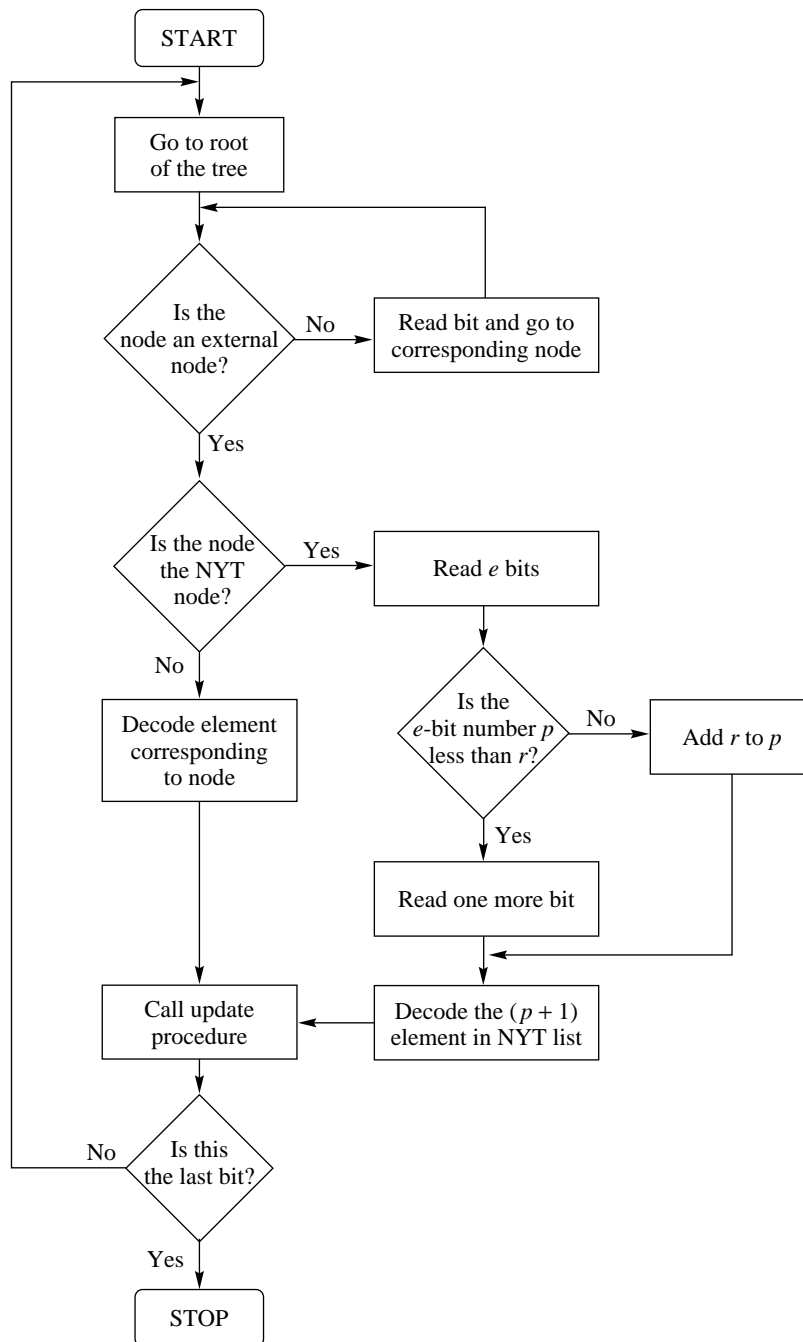 START
Go to root
of the tree
Is the
node an external
node?
No
Read bit and go to
corresponding node
Yes
Is the node
the NYT
node?
Yes
Read e bits
No
Is the
e-bit number p
less than r?
No
Add r to p
Decode element
corresponding
to node
Yes
Read one more bit
Call update
procedure
Decode the (p + 1)
element in NYT list
No
Is this
the last bit?
Yes
STOP